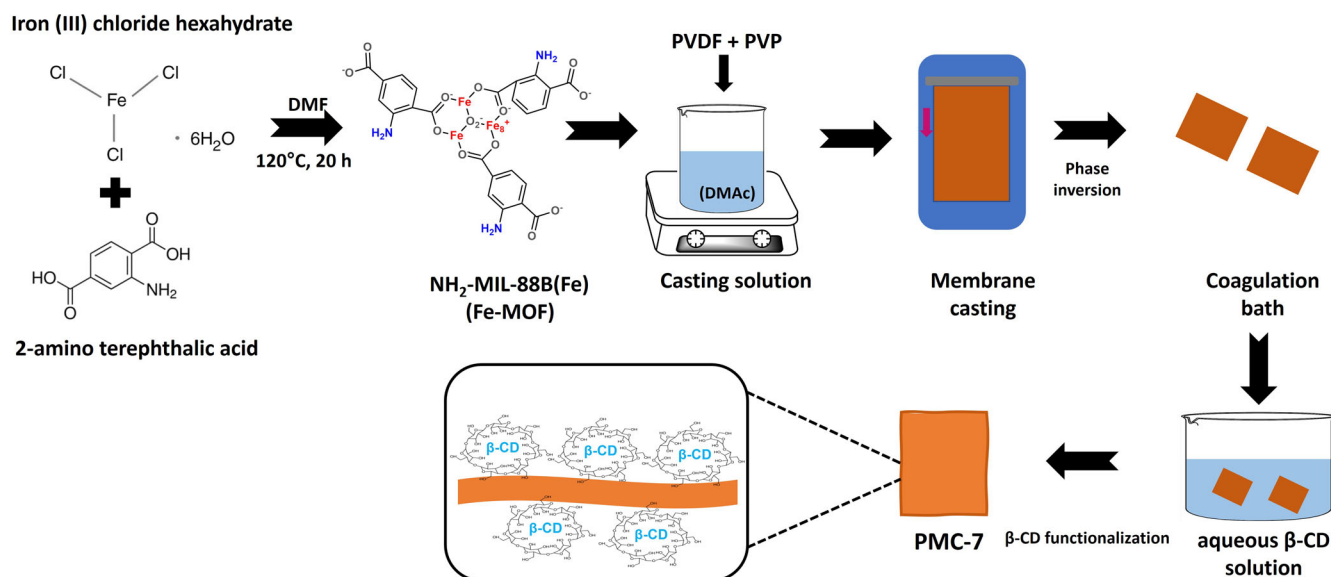 Iron (III) chloride hexahydrate
Cl
Cl
Fe
Cl
· 6H₂O
DMF
120°C, 20 h
O
OH
HO
O
NH₂
2-amino terephthalic acid
O
⁻O
O⁻
O
H₂N
Fe
Fe
O₂⁻
Fe₈⁺
NH₂
O
O
O⁻
O⁻
O
O
O
H₂N
O⁻
NH₂-MIL-88B(Fe)
(Fe-MOF)
PVDF + PVP
(DMAc)
Casting solution
Membrane
casting
Phase
inversion
Coagulation
bath
aqueous β-CD
solution
β-CD functionalization
PMC-7
β-CD
β-CD
β-CD
β-CD
β-CD